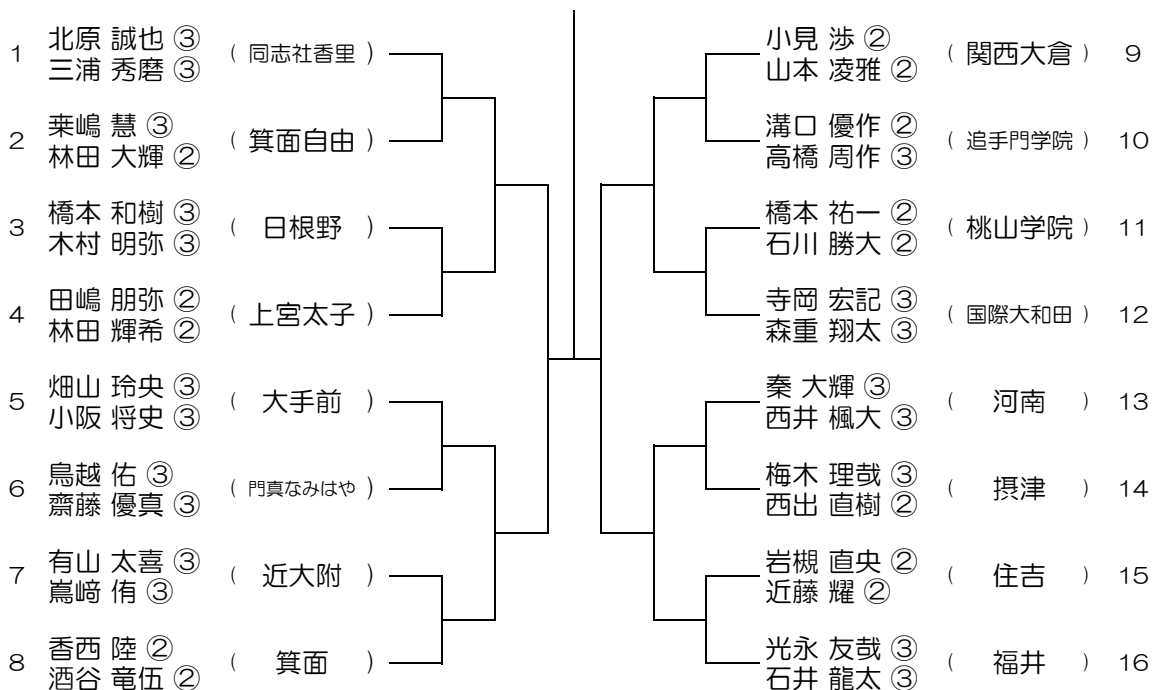 1 北原 誠也 ③ ( 同志社香里 )
三浦 秀磨 ③
2 乗嶋 慧 ③ ( 箕面自由 )
林田 大輝 ②
3 橋本 和樹 ③ ( 日根野 )
木村 明弥 ③
4 田嶋 朋弥 ② ( 上宮太子 )
林田 輝希 ②
5 畑山 玲央 ③ ( 大手前 )
小阪 将史 ③
6 鳥越 佑 ③ ( 門真なみはや )
齋藤 優真 ③
7 有山 太喜 ③ ( 近大附 )
嶌﨑 侑 ③
8 香西 陸 ② ( 箕面 )
酒谷 竜伍 ②
小見 渉 ② ( 関西大倉 ) 9
山本 凌雅 ②
溝口 優作 ② ( 追手門学院 ) 10
高橋 周作 ③
橋本 祐一 ② ( 桃山学院 ) 11
石川 勝大 ②
寺岡 宏記 ③ ( 国際大和田 ) 12
森重 翔太 ③
秦 大輝 ③ ( 河南 ) 13
西井 楓大 ③
梅木 理哉 ③ ( 摂津 ) 14
西出 直樹 ②
岩槻 直央 ② ( 住吉 ) 15
近藤 耀 ②
光永 友哉 ③ ( 福井 ) 16
石井 龍太 ③